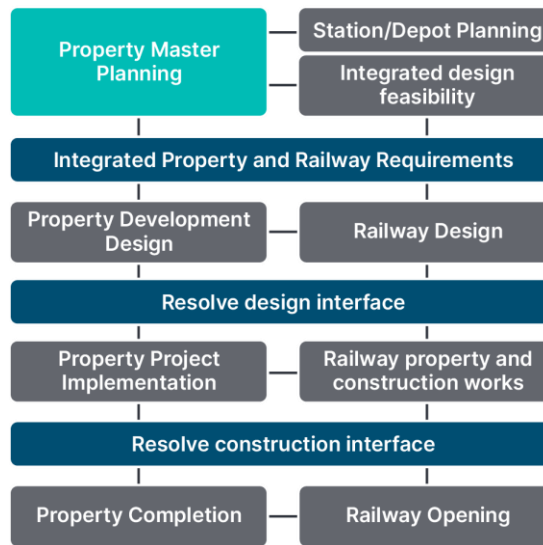 Property Master
Planning
Station/Depot Planning
Integrated design
feasibility
Integrated Property and Railway Requirements
Property Development
Design
Railway Design
Resolve design interface
Property Project
Implementation
Railway property and
construction works
Resolve construction interface
Property Completion
Railway Opening